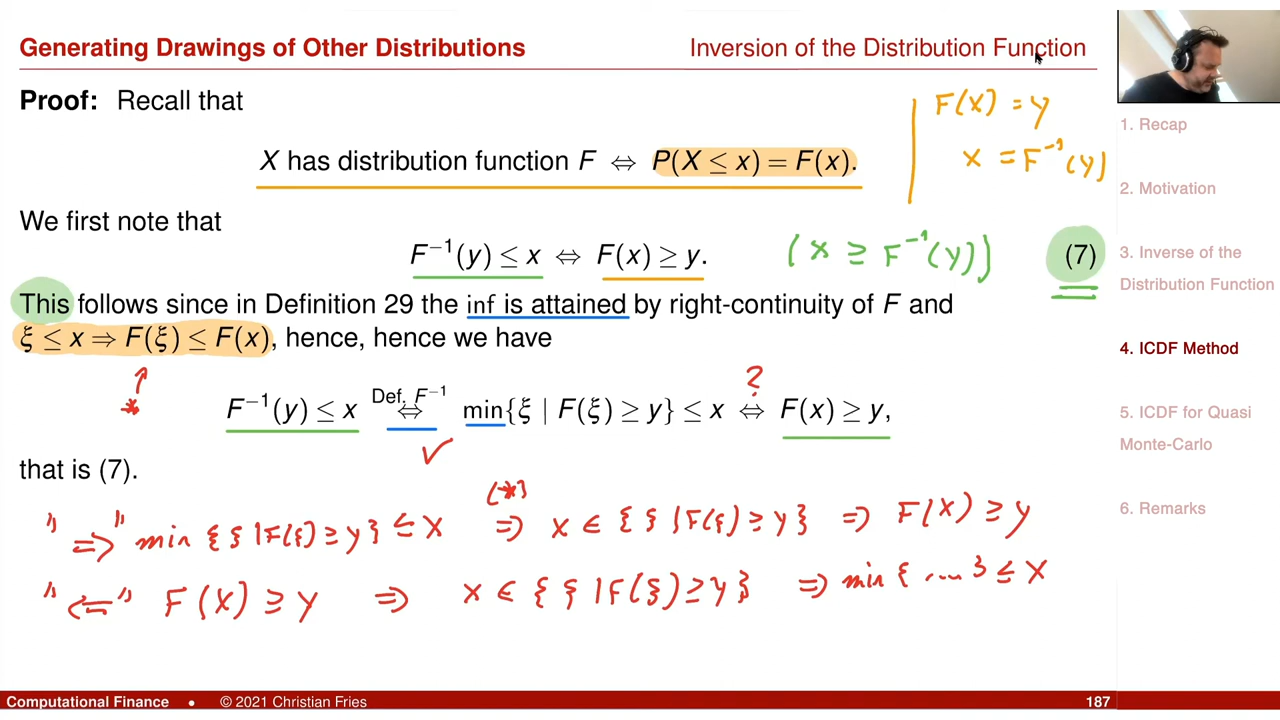 Generating Drawings of Other Distributions
Inversion of the Distribution Function
Proof: Recall that
F(x) = y
X has distribution function F ⇔ P(X ≤ x) = F(x).
x = F⁻¹(y)
We first note that
F⁻¹(y) ≤ x ⇔ F(x) ≥ y.
(x ≥ F⁻¹(y))
(7)
This follows since in Definition 29 the inf is attained by right-continuity of F and
ξ ≤ x ⇒ F(ξ) ≤ F(x), hence, hence we have
*
?
Def. F⁻¹
F⁻¹(y) ≤ x ⇔ min{ξ | F(ξ) ≥ y} ≤ x ⇔ F(x) ≥ y,
that is (7).
(*)
"⇒" min {ξ | F(ξ) ≥ y} ≤ x ⇒ x ∈ {ξ | F(ξ) ≥ y} ⇒ F(x) ≥ y
"⇐" F(x) ≥ y ⇒ x ∈ {ξ | F(ξ) ≥ y} ⇒ min {....} ≤ x
1. Recap
2. Motivation
3. Inverse of the
Distribution Function
4. ICDF Method
5. ICDF for Quasi
Monte-Carlo
6. Remarks
Computational Finance • © 2021 Christian Fries
187